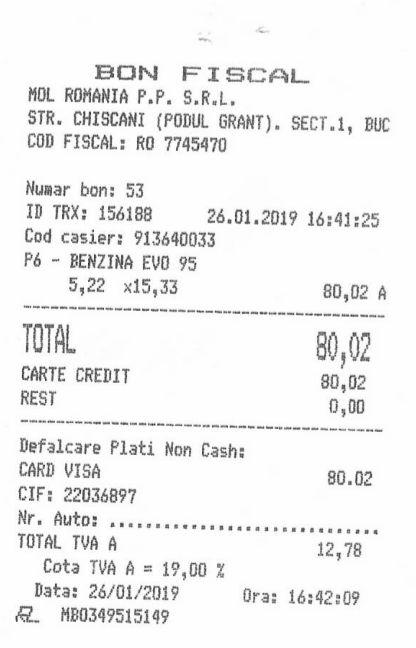 BON FISCAL
MOL ROMANIA P.P. S.R.L.
STR. CHISCANI (PODUL GRANT). SECT.1, BUC
COD FISCAL: RO 7745470
Numar bon: 53
ID TRX: 156188 26.01.2019 16:41:25
Cod casier: 913640033
P6 - BENZINA EVO 95
5,22 x15,33 80,02 A
TOTAL 80,02
CARTE CREDIT 80,02
REST 0,00
Defalcare Plati Non Cash:
CARD VISA 80.02
CIF: 22036897
Nr. Auto: ..............................
TOTAL TVA A 12,78
Cota TVA A = 19,00 %
Data: 26/01/2019 Ora: 16:42:09
MB0349515149